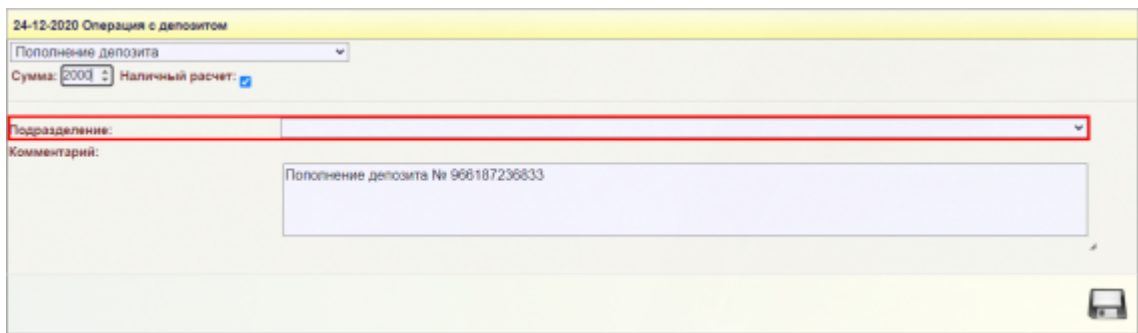 24-12-2020 Операция с депозитом
Пополнение депозита
Сумма: 2000 Наличный расчет:
Подразделение:
Комментарий:
Пополнение депозита № 966187236833